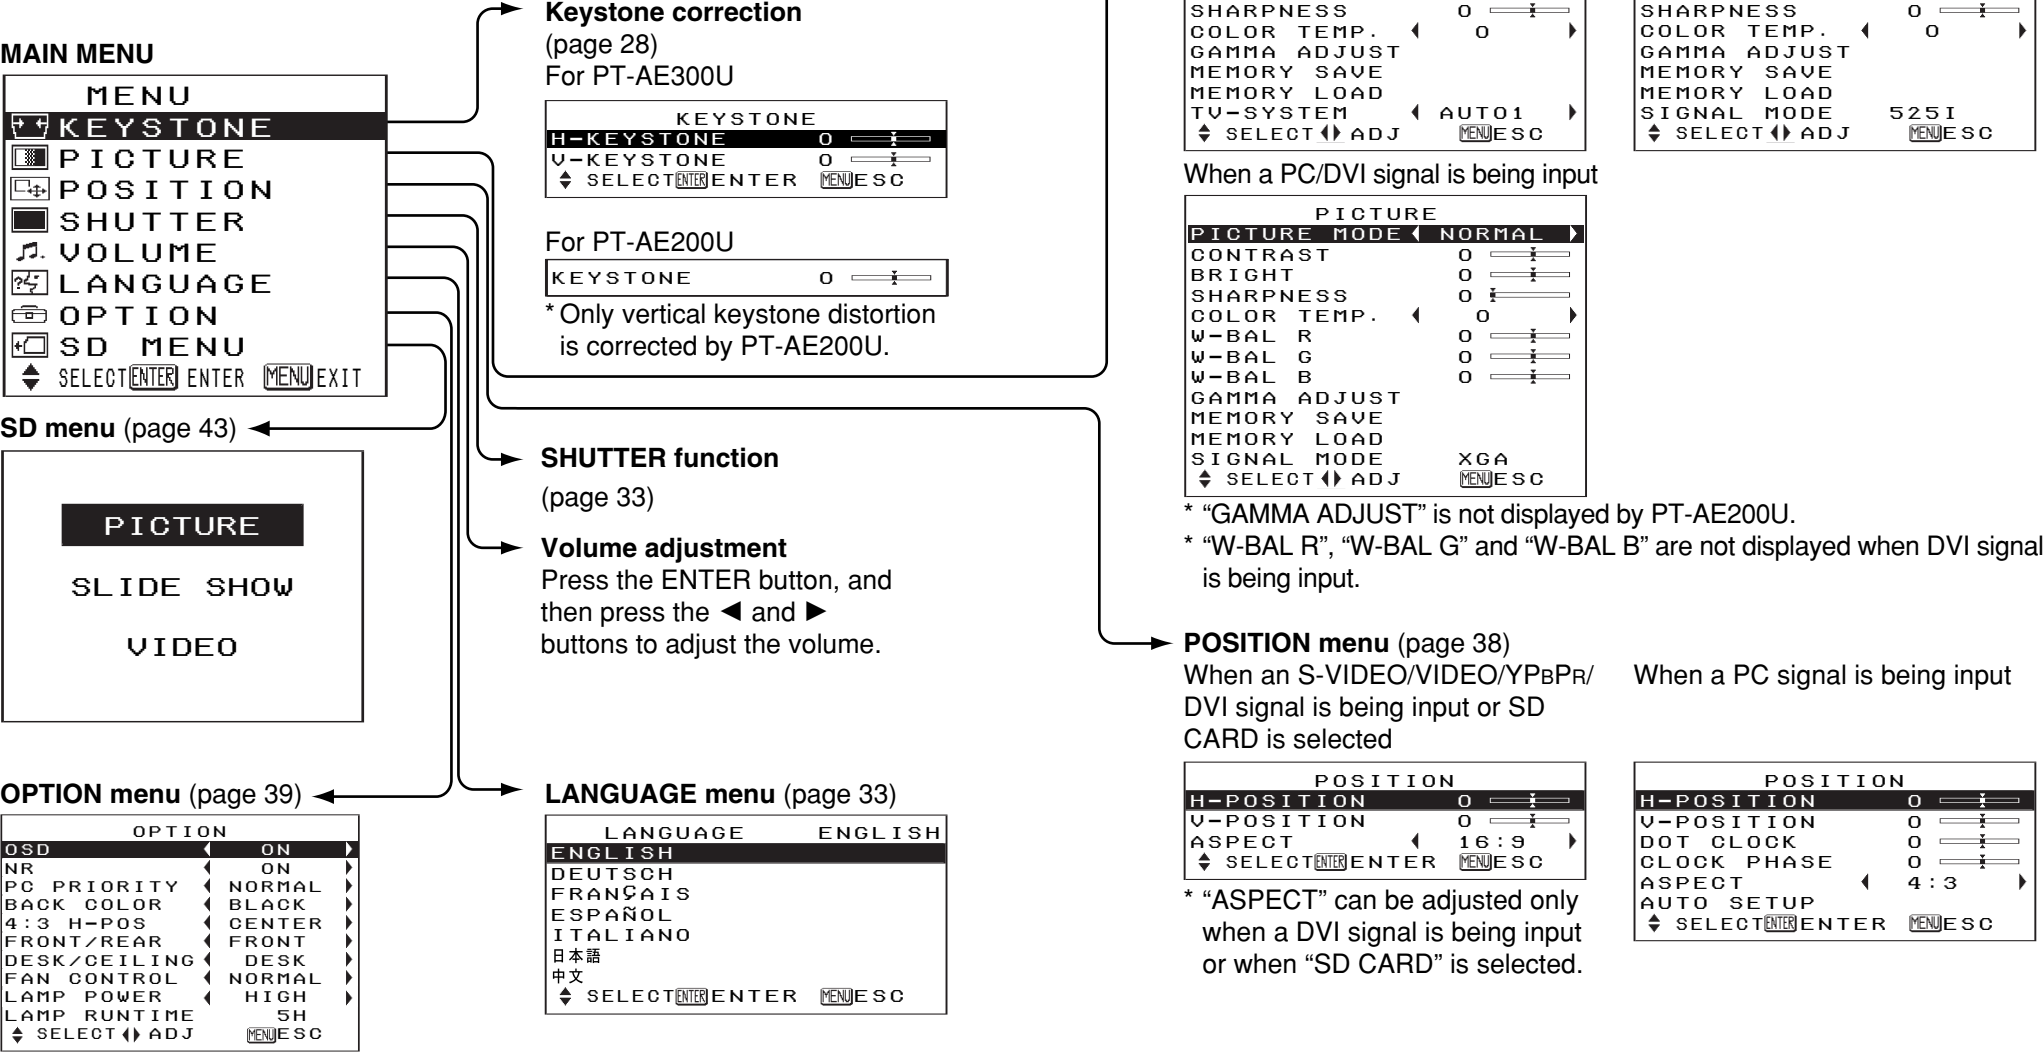 MAIN MENU
MENU
KEYSTONE
PICTURE
POSITION
SHUTTER
VOLUME
LANGUAGE
OPTION
SD MENU
SELECT ENTER ENTER MENU EXIT
SD menu (page 43)
PICTURE
SLIDE SHOW
VIDEO
OPTION menu (page 39)
OPTION
OSD ON
NR ON
PC PRIORITY NORMAL
BACK COLOR BLACK
4:3 H-POS CENTER
FRONT/REAR FRONT
DESK/CEILING DESK
FAN CONTROL NORMAL
LAMP POWER HIGH
LAMP RUNTIME 5H
SELECT ADJ MENU ESC
Keystone correction
(page 28)
For PT-AE300U
KEYSTONE
H-KEYSTONE 0
V-KEYSTONE 0
SELECT ENTER ENTER MENU ESC
For PT-AE200U
KEYSTONE 0
* Only vertical keystone distortion
is corrected by PT-AE200U.
SHUTTER function
(page 33)
Volume adjustment
Press the ENTER button, and
then press the ◀ and ▶
buttons to adjust the volume.
LANGUAGE menu (page 33)
LANGUAGE ENGLISH
ENGLISH
DEUTSCH
FRANÇAIS
ESPAÑOL
ITALIANO
日本語
中文
SELECT ENTER ENTER MENU ESC
SHARPNESS 0
COLOR TEMP. 0
GAMMA ADJUST
MEMORY SAVE
MEMORY LOAD
TV-SYSTEM AUTO1
SELECT ADJ MENU ESC
SHARPNESS 0
COLOR TEMP. 0
GAMMA ADJUST
MEMORY SAVE
MEMORY LOAD
SIGNAL MODE 525I
SELECT ADJ MENU ESC
When a PC/DVI signal is being input
PICTURE
PICTURE MODE NORMAL
CONTRAST 0
BRIGHT 0
SHARPNESS 0
COLOR TEMP. 0
W-BAL R 0
W-BAL G 0
W-BAL B 0
GAMMA ADJUST
MEMORY SAVE
MEMORY LOAD
SIGNAL MODE XGA
SELECT ADJ MENU ESC
* “GAMMA ADJUST” is not displayed by PT-AE200U.
* “W-BAL R”, “W-BAL G” and “W-BAL B” are not displayed when DVI signal
is being input.
POSITION menu (page 38)
When an S-VIDEO/VIDEO/YPBPR/
DVI signal is being input or SD
CARD is selected
POSITION
H-POSITION 0
V-POSITION 0
ASPECT 16:9
SELECT ENTER ENTER MENU ESC
* “ASPECT” can be adjusted only
when a DVI signal is being input
or when “SD CARD” is selected.
When a PC signal is being input
POSITION
H-POSITION 0
V-POSITION 0
DOT CLOCK 0
CLOCK PHASE 0
ASPECT 4:3
AUTO SETUP
SELECT ENTER ENTER MENU ESC